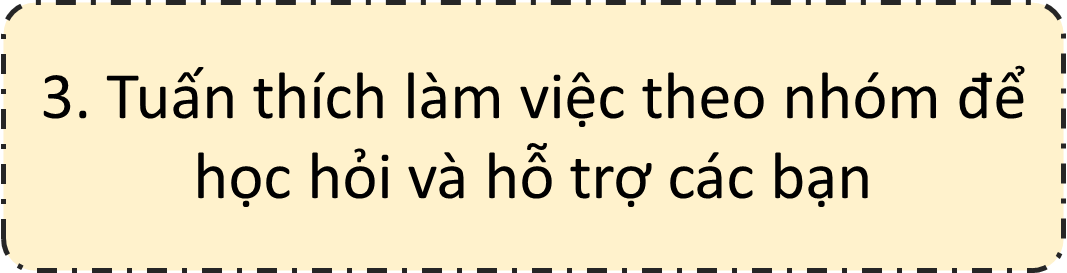 3. Tuấn thích làm việc theo nhóm để
học hỏi và hỗ trợ các bạn